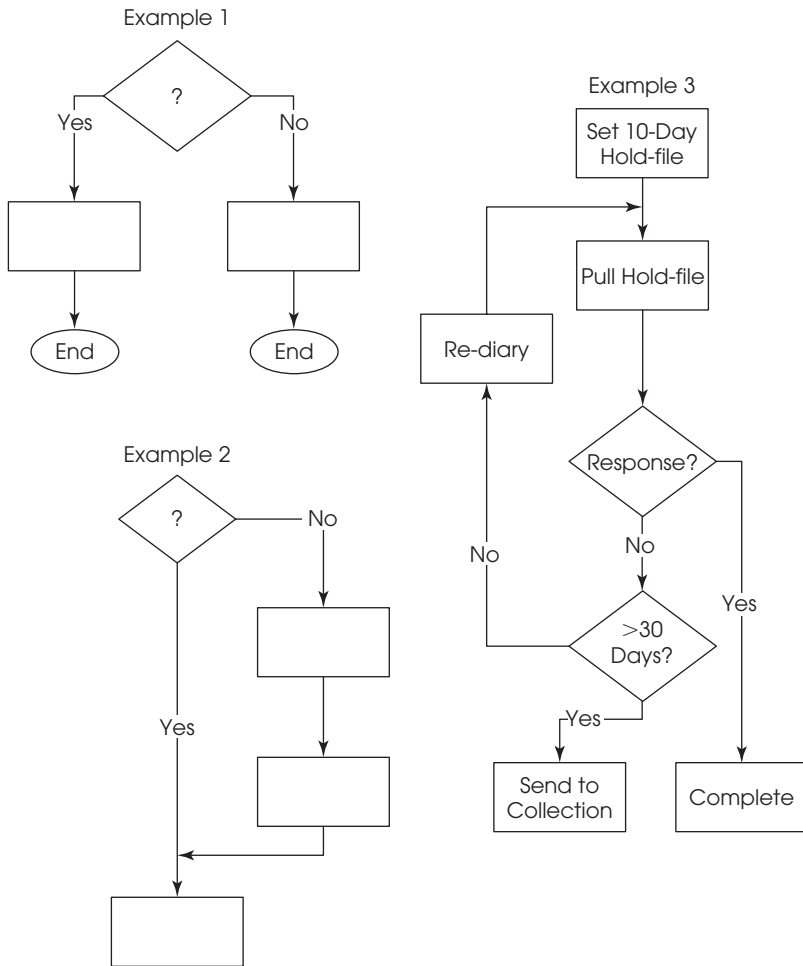 Example 1
?
Yes
No
End
End
Example 2
?
No
Yes
Example 3
Set 10-Day
Hold-file
Pull Hold-file
Re-diary
Response?
No
No
Yes
>30
Days?
Yes
Send to
Collection
Complete